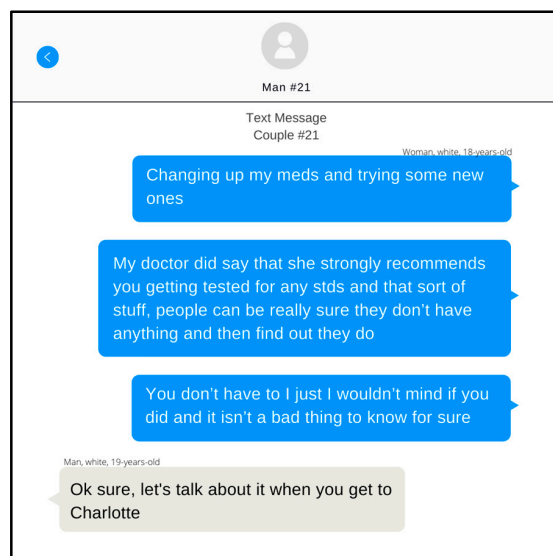 Man #21
Text Message
Couple #21
Woman, white, 18-years-old
Changing up my meds and trying some new
ones
My doctor did say that she strongly recommends
you getting tested for any stds and that sort of
stuff, people can be really sure they don't have
anything and then find out they do
You don't have to I just I wouldn't mind if you
did and it isn't a bad thing to know for sure
Man, white, 19-years-old
Ok sure, let's talk about it when you get to
Charlotte